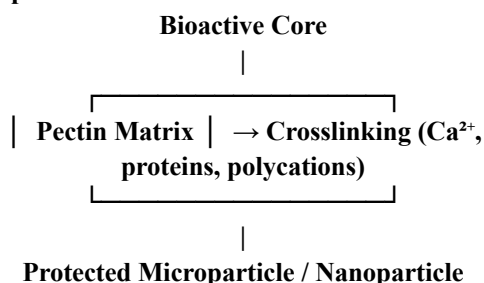 Bioactive Core
|
| Pectin Matrix | → Crosslinking (Ca²⁺,
proteins, polycations)
|
Protected Microparticle / Nanoparticle